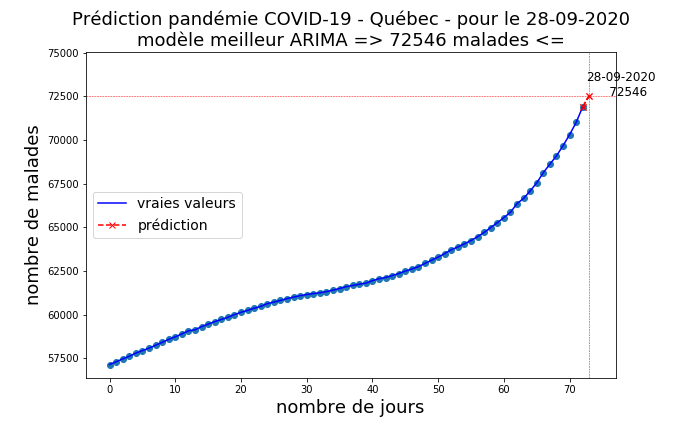 Prédiction pandémie COVID-19 - Québec - pour le 28-09-2020
modèle meilleur ARIMA => 72546 malades <=
75000
72500
70000
67500
65000
62500
60000
57500
nombre de malades
28-09-2020
72546
vraies valeurs
prédiction
0 10 20 30 40 50 60 70
nombre de jours